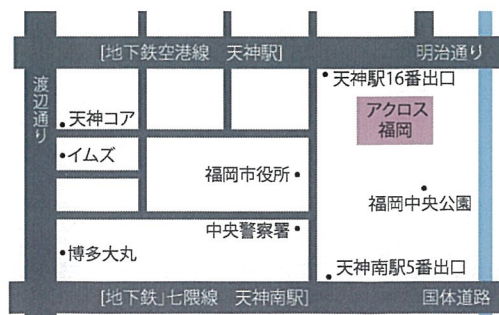 [地下鉄空港線 天神駅]
明治通り
渡辺通り
天神駅16番出口
天神コア
アクロス
福岡
イムズ
福岡市役所
福岡中央公園
中央警察署
博多大丸
天神南駅5番出口
[地下鉄」七隈線 天神南駅]
国体道路